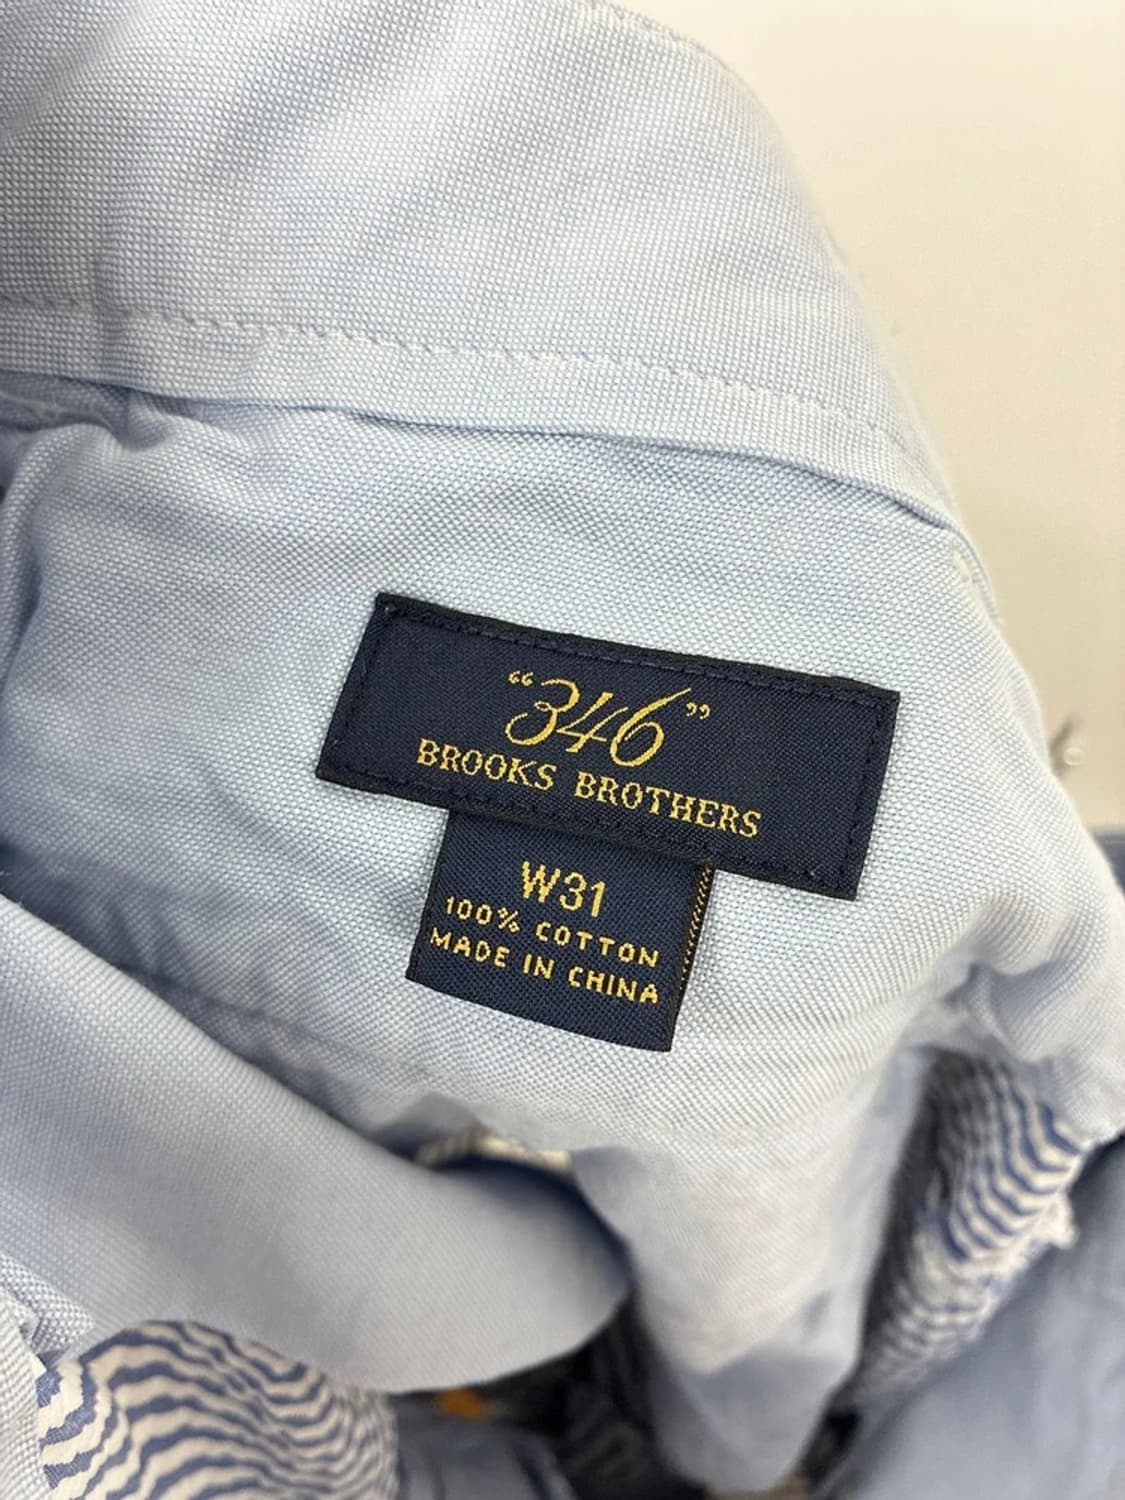 “346”
BROOKS BROTHERS
W31
100% COTTON
MADE IN CHINA